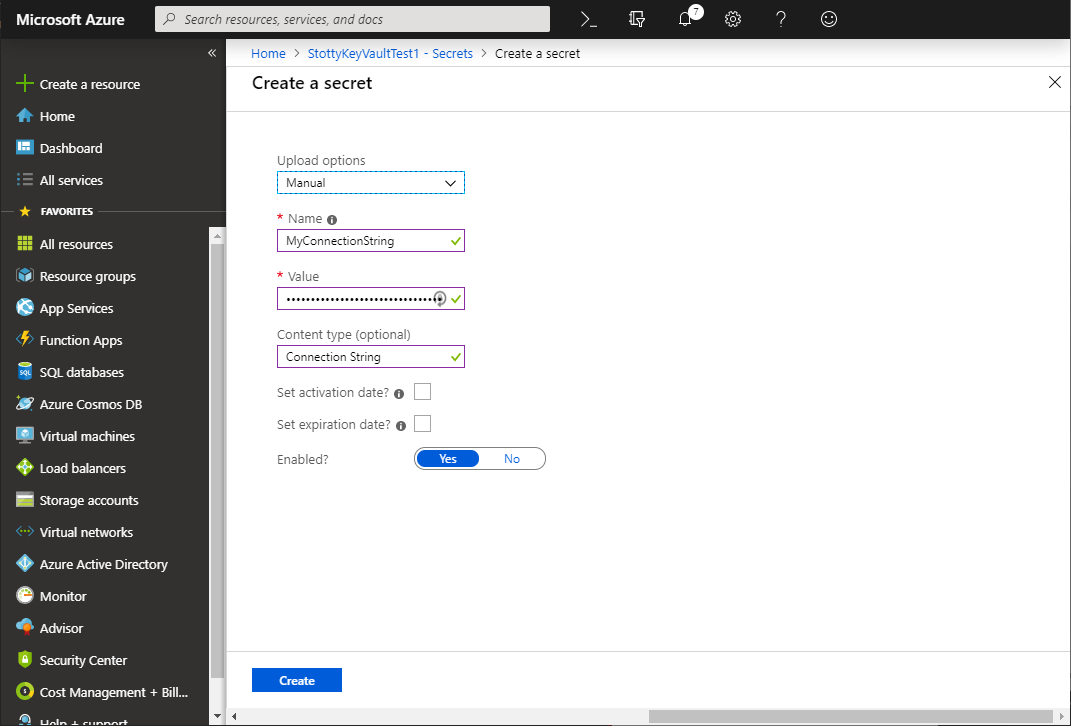 Microsoft Azure
Search resources, services, and docs
7
Home > StottyKeyVaultTest1 - Secrets > Create a secret
Create a secret
Create a resource
Home
Dashboard
All services
FAVORITES
All resources
Resource groups
App Services
Function Apps
SQL databases
Azure Cosmos DB
Virtual machines
Load balancers
Storage accounts
Virtual networks
Azure Active Directory
Monitor
Advisor
Security Center
Cost Management + Bill...
Help + support
Upload options
Manual
* Name
MyConnectionString
* Value
Content type (optional)
Connection String
Set activation date?
Set expiration date?
Enabled?
Yes No
Create